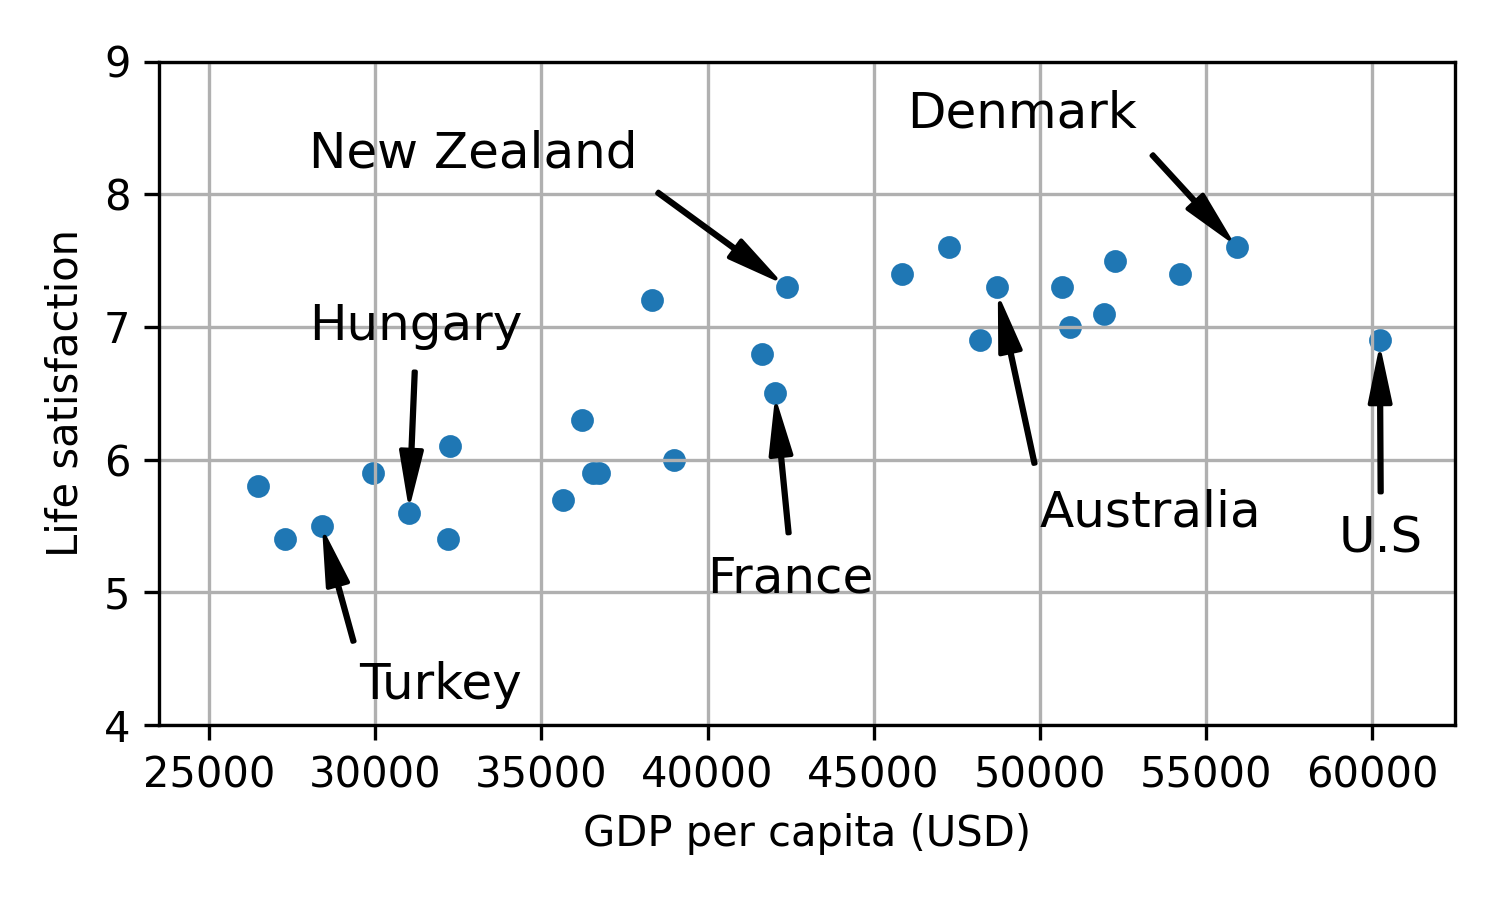 9
Denmark
New Zealand
8
Hungary
7
Life satisfaction
6
Australia
U.S
France
5
Turkey
4
25000 30000 35000 40000 45000 50000 55000 60000
GDP per capita (USD)